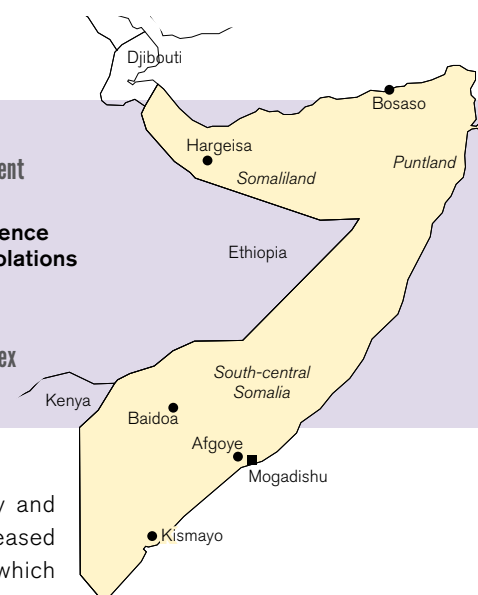 Djibouti
Bosaso
Hargeisa
Puntland
Somaliland
Ethiopia
South-central
Somalia
Kenya
Baidoa
Afgoye
Mogadishu
Kismayo
ent
ence
olations
ex
y and
eased
which